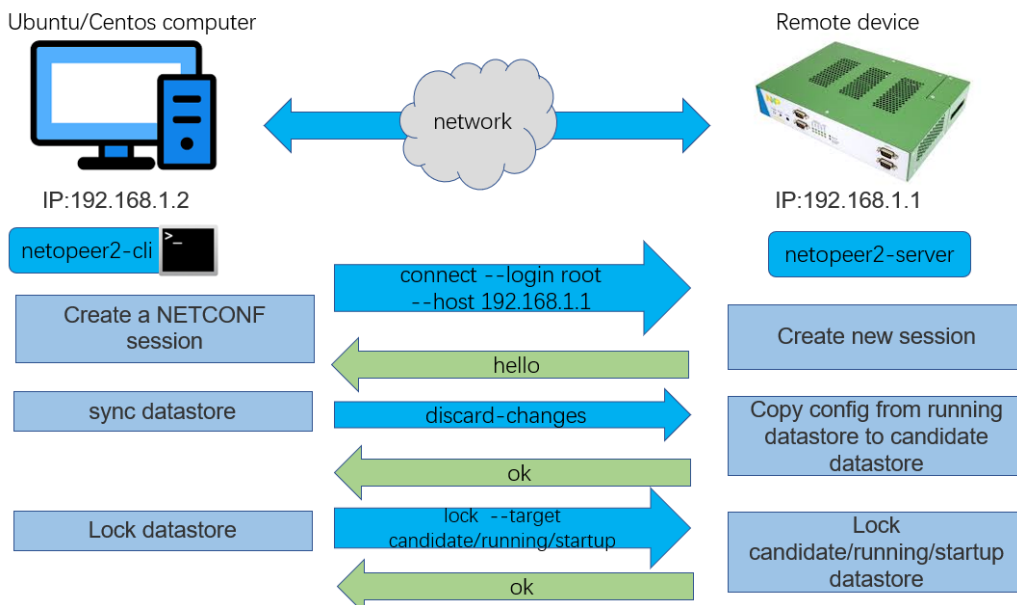 Ubuntu/Centos computer
Remote device
network
IP:192.168.1.2
IP:192.168.1.1
netopeer2-cli
>_
netopeer2-server
connect --login root
--host 192.168.1.1
Create a NETCONF
session
Create new session
hello
sync datastore
discard-changes
Copy config from running
datastore to candidate
datastore
ok
Lock datastore
lock --target
candidate/running/startup
Lock
candidate/running/startup
datastore
ok